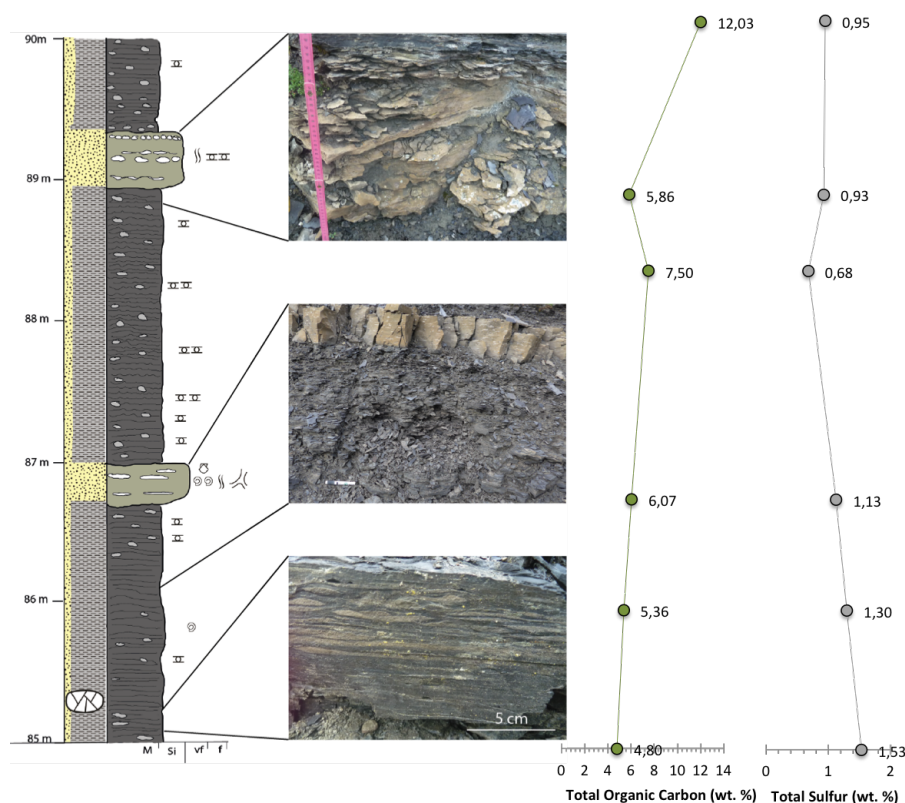 90m
89 m
88 m
87 m
86 m
85 m
M Si vf f
5 cm
12,03
5,86
7,50
6,07
5,36
4,80
0 2 4 6 8 10 12 14
Total Organic Carbon (wt. %)
0,95
0,93
0,68
1,13
1,30
1,53
0 1 2
Total Sulfur (wt. %)